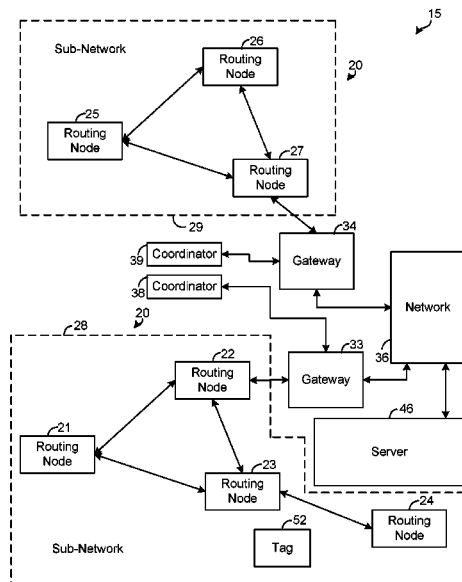 15
Sub-Network
26
Routing
Node
20
25
Routing
Node
27
Routing
Node
29
34
Gateway
39
Coordinator
38
Coordinator
Network
36
28
20
22
Routing
Node
33
Gateway
21
Routing
Node
46
Server
23
Routing
Node
24
Routing
Node
52
Tag
Sub-Network